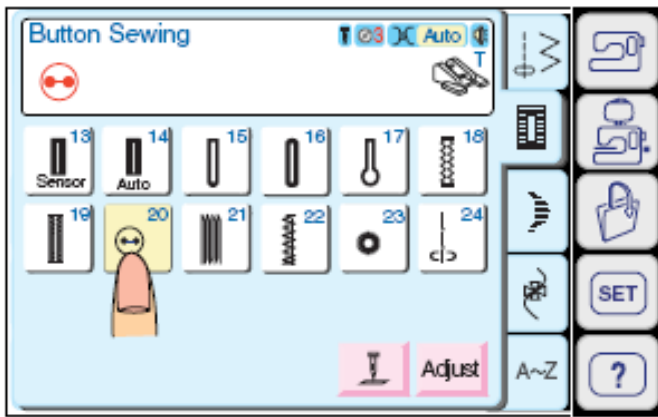 Button Sewing
3 Auto
T
13 14 15 16 17 18
Sensor Auto
19 20 21 22 23 24
SET
Adjust A~Z ?